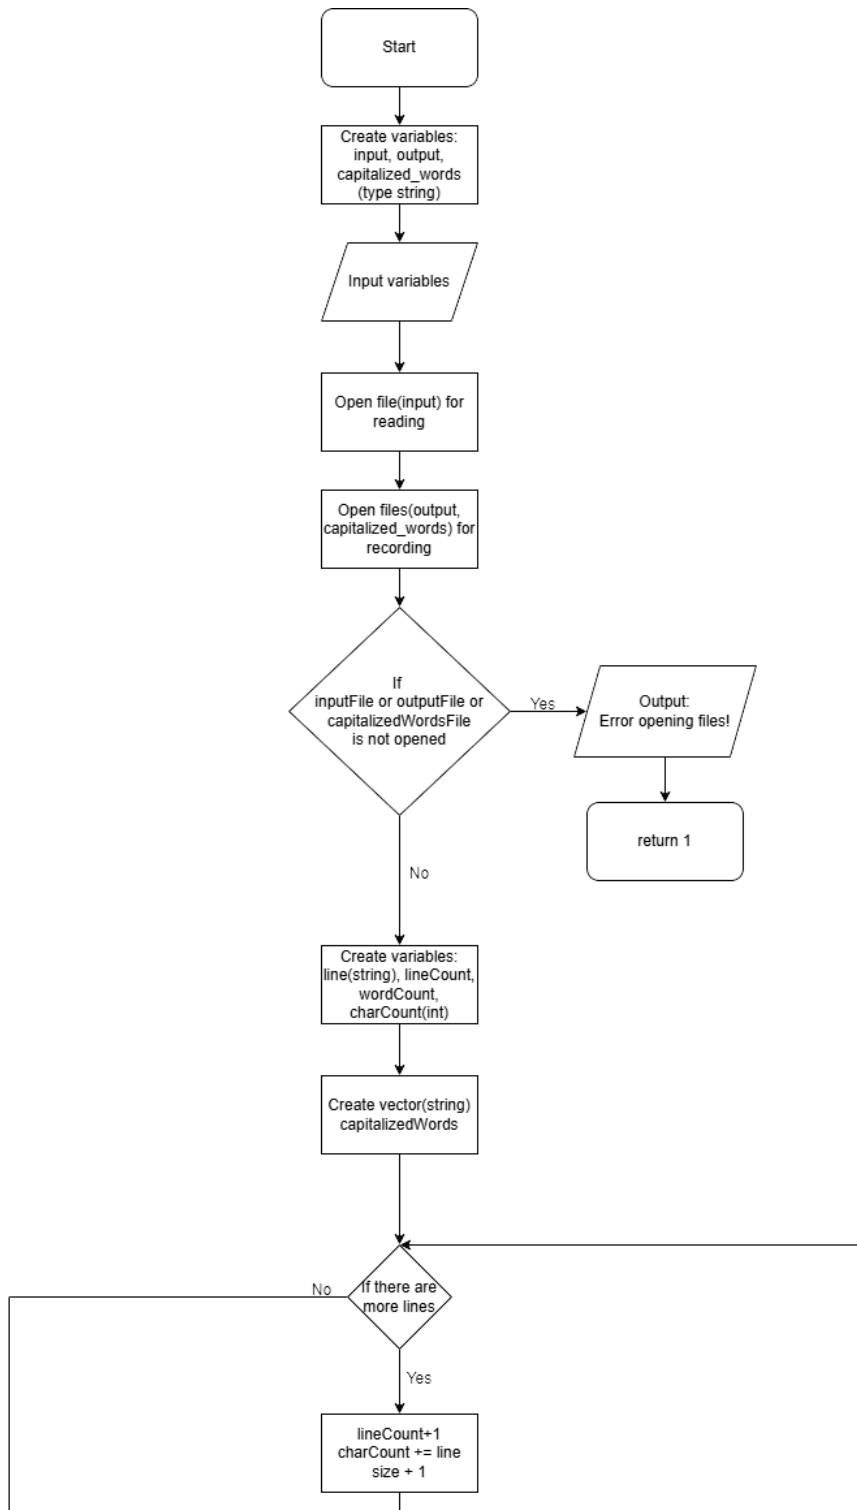 Start
Create variables:
input, output,
capitalized_words
(type string)
Input variables
Open file(input) for
reading
Open files(output,
capitalized_words) for
recording
If
inputFile or outputFile or
capitalizedWordsFile
is not opened
Yes
Output:
Error opening files!
return 1
No
Create variables:
line(string), lineCount,
wordCount,
charCount(int)
Create vector(string)
capitalizedWords
If there are
more lines
No
Yes
lineCount+1
charCount += line
size + 1